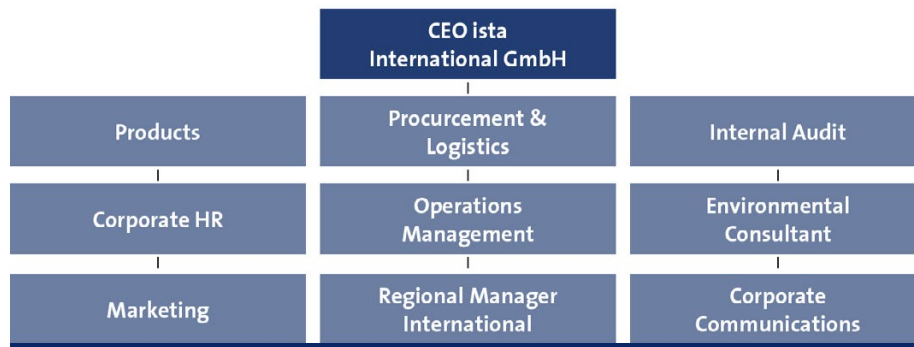 CEO ista
International GmbH
Products
Procurcement &
Logistics
Internal Audit
Corporate HR
Operations
Management
Environmental
Consultant
Marketing
Regional Manager
International
Corporate
Communications